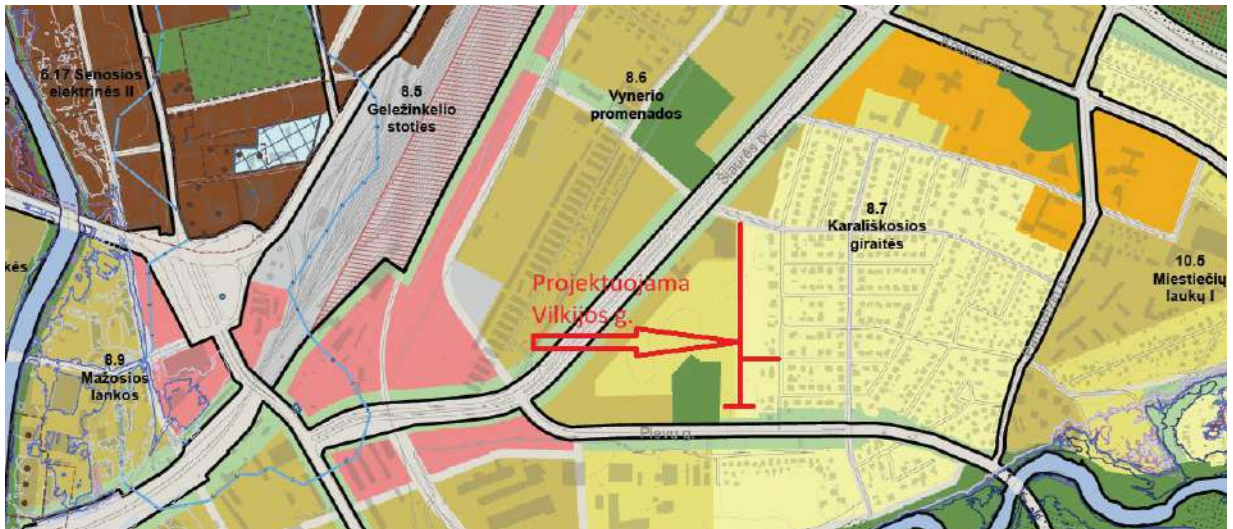 6.17 Senosios
elektrinės II
8.5
Geležinkelio
stoties
8.6
Vynerio
promenados
Šiaurės pr.
8.7
Karališkosios
giraitės
10.5
Miestiečių
laukų I
kės
Projektuojama
Vilkijos g.
8.9
Mažosios
lankos
Pievų g.